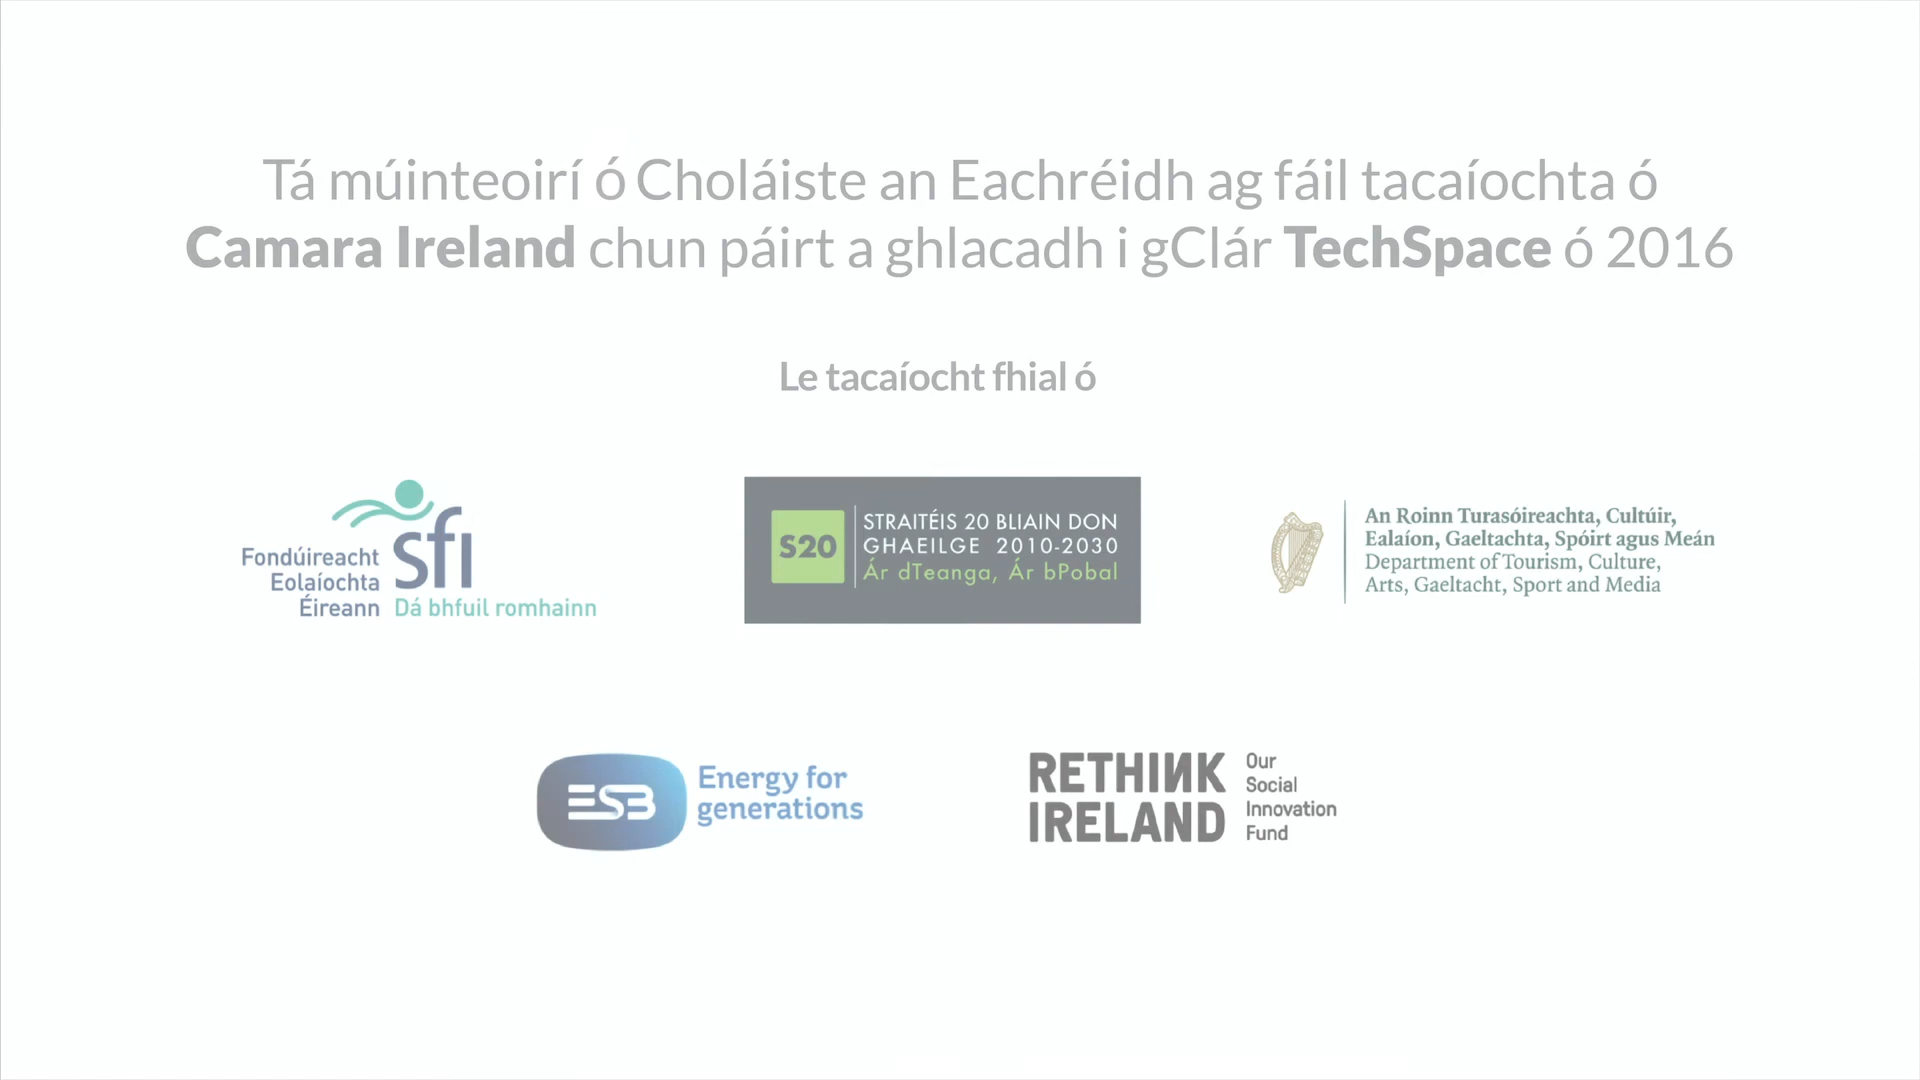 Tá múinteoirí ó Choláiste an Eachréidh ag fáil tacaíochta ó
Camara Ireland chun páirt a ghlacadh i gClár TechSpace ó 2016
Le tacaíocht fhial ó
Fondúireacht
Eolaíochta
Éireann
sfi
Dá bhfuil romhainn
S20
STRAITÉIS 20 BLIAIN DON
GHAEILGE 2010-2030
Ár dTeanga, Ár bPobal
An Roinn Turasóireachta, Cultúir,
Ealaíon, Gaeltachta, Spóirt agus Meán
Department of Tourism, Culture,
Arts, Gaeltacht, Sport and Media
ESB
Energy for
generations
RETHINK
IRELAND
Our
Social
Innovation
Fund